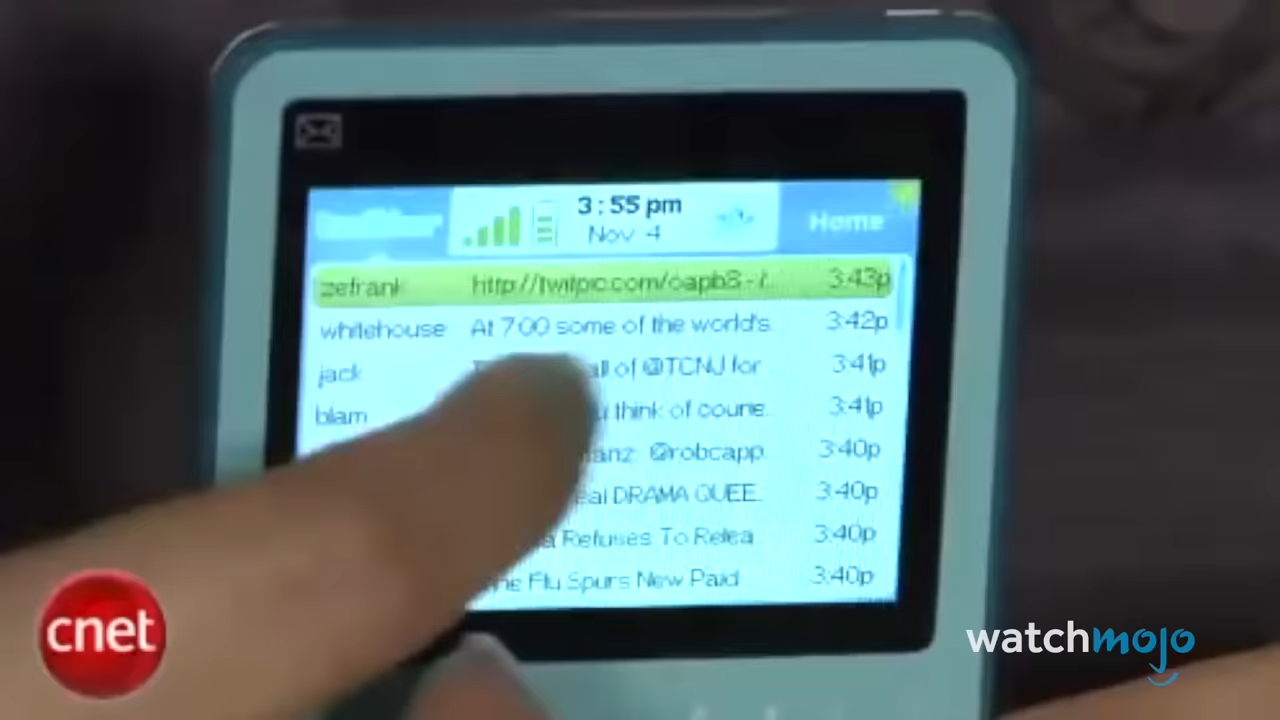 3:55 pm
Nov 4
Home
zefrank http://twitpic.com/oapb8 - 3:43p
whitehouse At 7:00 some of the world's 3:42p
jack all of @TCNJ for 3:41p
blam think of courie 3:41p
@robcapp 3:40p
DRAMA QUEE... 3:40p
Refuses To Relea 3:40p
Flu Spurs New Paid 3:40p
cnet
watchmojo